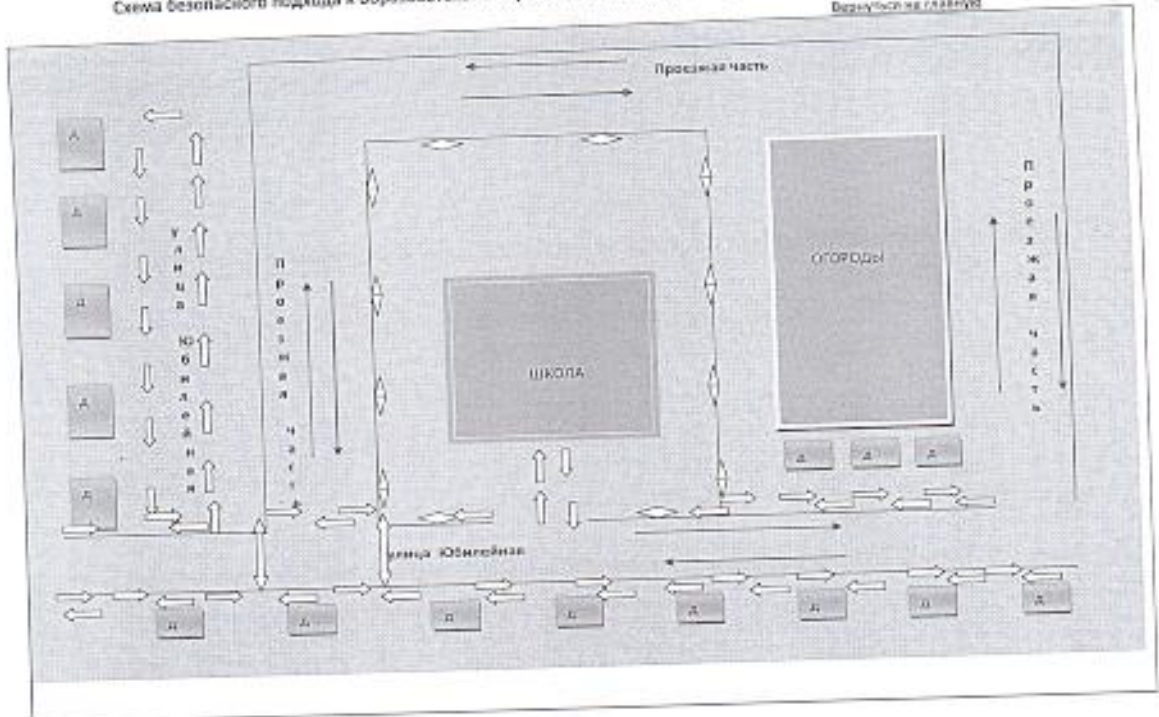 Схема безопасного подхода к
Вернуться на главную
Проезжая часть
Д
Д
Д
Д
Д
Улица Юбилейная
Проезжая часть
ШКОЛА
ОГОРОДЫ
Проезжая часть
Д
Д
Д
улица Юбилейная
Д
Д
Д
Д
Д
Д
Д
Д